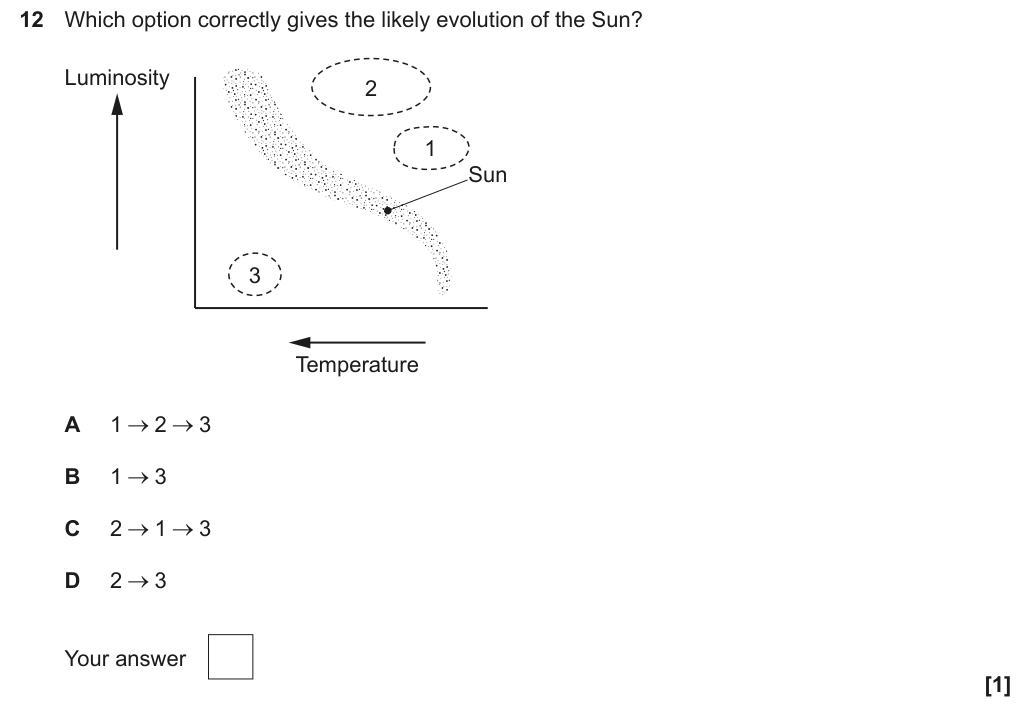 12 Which option correctly gives the likely evolution of the Sun?
Luminosity
2
1
Sun
3
Temperature
A 1 → 2 → 3
B 1 → 3
C 2 → 1 → 3
D 2 → 3
Your answer
[1]